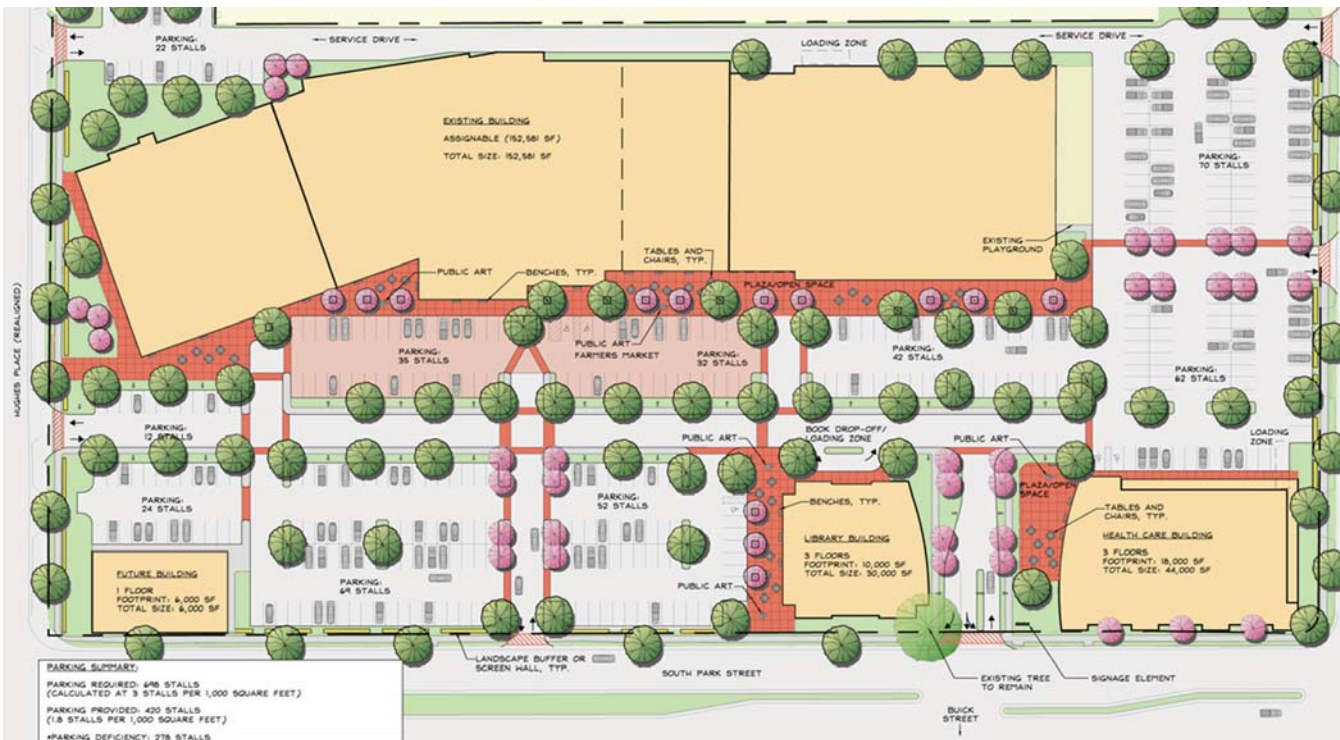 PARKING:
22 STALLS
SERVICE DRIVE
LOADING ZONE
SERVICE DRIVE
EXISTING BUILDING
ASSIGNABLE (152,581 SF)
TOTAL SIZE: 152,581 SF
PARKING:
70 STALLS
EXISTING
PLAYGROUND
TABLES AND
CHAIRS, TYP.
PUBLIC ART
BENCHES, TYP.
PLAZA/OPEN SPACE
HUGHES PLACE (REALIGNED)
PARKING:
35 STALLS
PUBLIC ART
FARMERS MARKET
PARKING:
32 STALLS
PARKING:
42 STALLS
PARKING:
62 STALLS
PARKING:
12 STALLS
PUBLIC ART
BOOK DROP-OFF/
LOADING ZONE
PUBLIC ART
LOADING
ZONE
PARKING:
24 STALLS
PARKING:
52 STALLS
BENCHES, TYP.
PLAZA/OPEN
SPACE
TABLES AND
CHAIRS, TYP.
LIBRARY BUILDING
3 FLOORS
FOOTPRINT: 10,000 SF
TOTAL SIZE: 30,000 SF
HEALTH CARE BUILDING
3 FLOORS
FOOTPRINT: 18,000 SF
TOTAL SIZE: 44,000 SF
FUTURE BUILDING
1 FLOOR
FOOTPRINT: 6,000 SF
TOTAL SIZE: 6,000 SF
PARKING:
69 STALLS
PUBLIC ART
LANDSCAPE BUFFER OR
SCREEN WALL, TYP.
SOUTH PARK STREET
EXISTING TREE
TO REMAIN
SIGNAGE ELEMENT
BUICK
STREET
PARKING SUMMARY:
PARKING REQUIRED: 698 STALLS
(CALCULATED AT 3 STALLS PER 1,000 SQUARE FEET)
PARKING PROVIDED: 420 STALLS
(1.8 STALLS PER 1,000 SQUARE FEET)
*PARKING DEFICIENCY: 278 STALLS